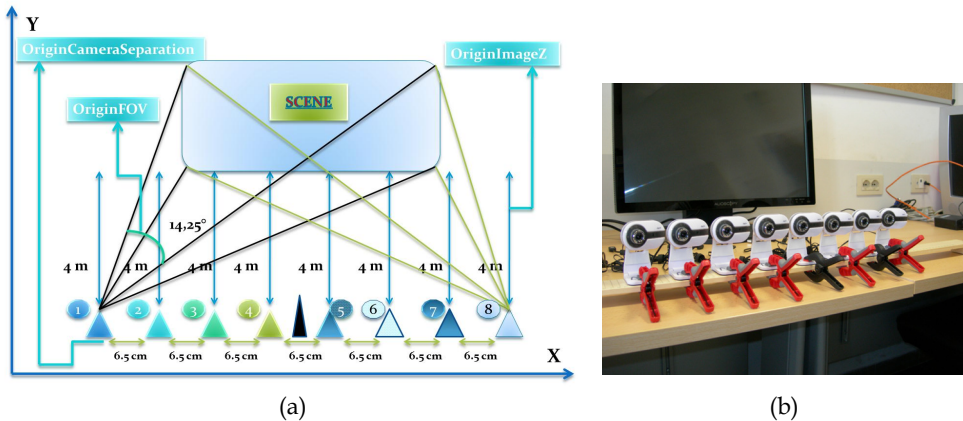 Y
OriginCameraSeparation
OriginImageZ
OriginFOV
SCENE
14,25°
4 m 4 m 4 m 4 m 4 m 4 m 4 m 4 m
1 2 3 4 5 6 7 8
6.5 cm 6.5 cm 6.5 cm 6.5 cm 6.5 cm 6.5 cm 6.5 cm
X
(a)
(b)